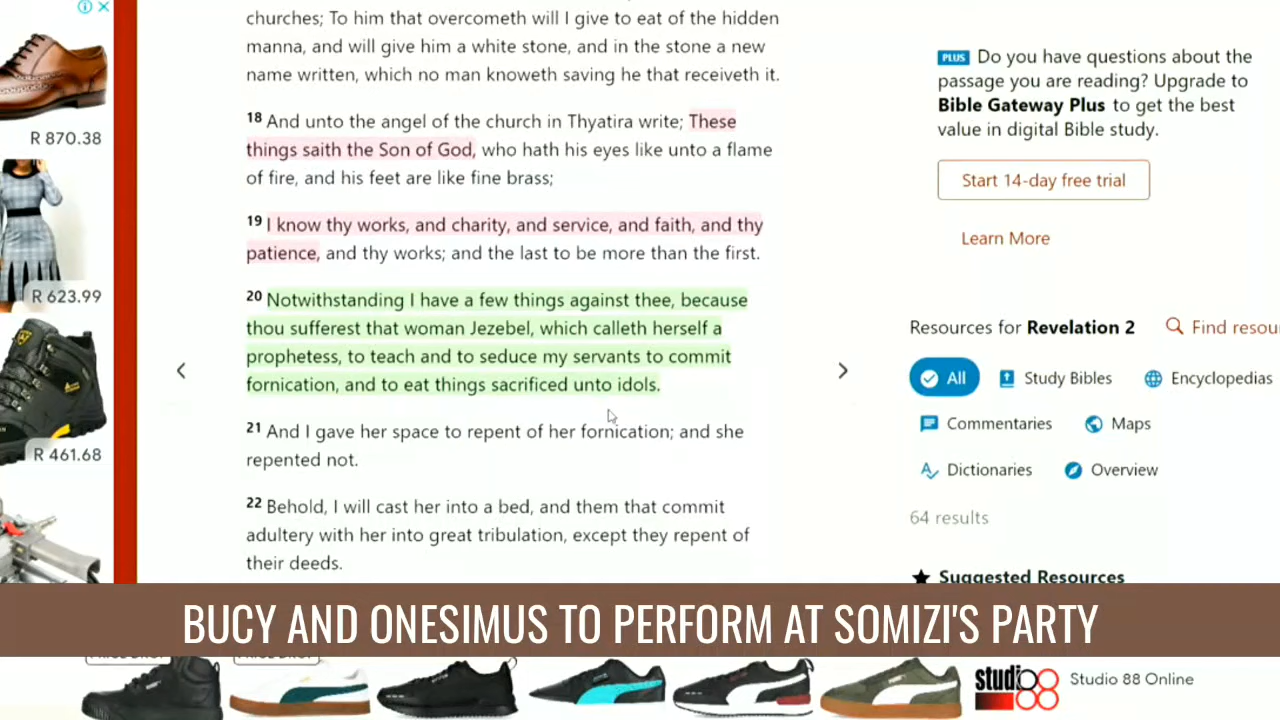 churches; To him that overcometh will I give to eat of the hidden
manna, and will give him a white stone, and in the stone a new
name written, which no man knoweth saving he that receiveth it.
18 And unto the angel of the church in Thyatira write; These
things saith the Son of God, who hath his eyes like unto a flame
of fire, and his feet are like fine brass;
19 I know thy works, and charity, and service, and faith, and thy
patience, and thy works; and the last to be more than the first.
20 Notwithstanding I have a few things against thee, because
thou sufferest that woman Jezebel, which calleth herself a
prophetess, to teach and to seduce my servants to commit
fornication, and to eat things sacrificed unto idols.
21 And I gave her space to repent of her fornication; and she
repented not.
22 Behold, I will cast her into a bed, and them that commit
adultery with her into great tribulation, except they repent of
their deeds.
R 870.38
R 623.99
R 461.68
PLUS Do you have questions about the
passage you are reading? Upgrade to
Bible Gateway Plus to get the best
value in digital Bible study.
Start 14-day free trial
Learn More
Resources for Revelation 2
Find resou
All
Study Bibles
Encyclopedias
Commentaries
Maps
Dictionaries
Overview
64 results
Suggested Resources
BUCY AND ONESIMUS TO PERFORM AT SOMIZI'S PARTY
studio 88
Studio 88 Online